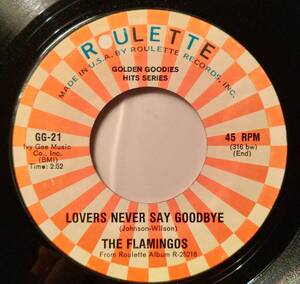 ROULETTE
MADE IN U.S.A. BY ROULETTE RECORDS, INC.
GOLDEN GOODIES
HITS SERIES
GG-21
Ivy Gee Music
Co., Inc.
(BMI)
Time: 2:52
45 RPM
(316 bw)
(End)
LOVERS NEVER SAY GOODBYE
(Johnson-Wilson)
THE FLAMINGOS
From Roulette Album R-25218